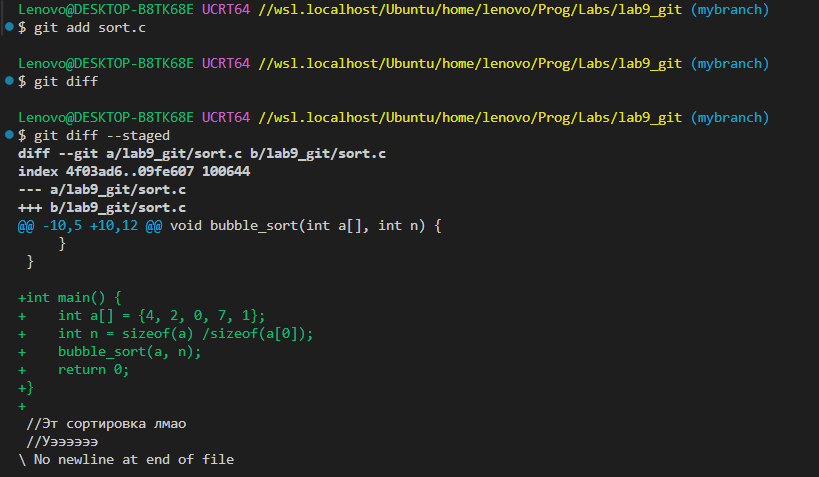 Lenovo@DESKTOP-B8TK68E UCRT64 //wsl.localhost/Ubuntu/home/lenovo/Prog/Labs/lab9_git (mybranch)
$ git add sort.c
Lenovo@DESKTOP-B8TK68E UCRT64 //wsl.localhost/Ubuntu/home/lenovo/Prog/Labs/lab9_git (mybranch)
$ git diff
Lenovo@DESKTOP-B8TK68E UCRT64 //wsl.localhost/Ubuntu/home/lenovo/Prog/Labs/lab9_git (mybranch)
$ git diff --staged
diff --git a/lab9_git/sort.c b/lab9_git/sort.c
index 4f03ad6..09fe607 100644
--- a/lab9_git/sort.c
+++ b/lab9_git/sort.c
@@ -10,5 +10,12 @@ void bubble_sort(int a[], int n) {
     }
 }
+int main() {
+    int a[] = {4, 2, 0, 7, 1};
+    int n = sizeof(a) /sizeof(a[0]);
+    bubble_sort(a, n);
+    return 0;
+}
+
 //Эт сортировка лмао
 //Уээээээ
\ No newline at end of file